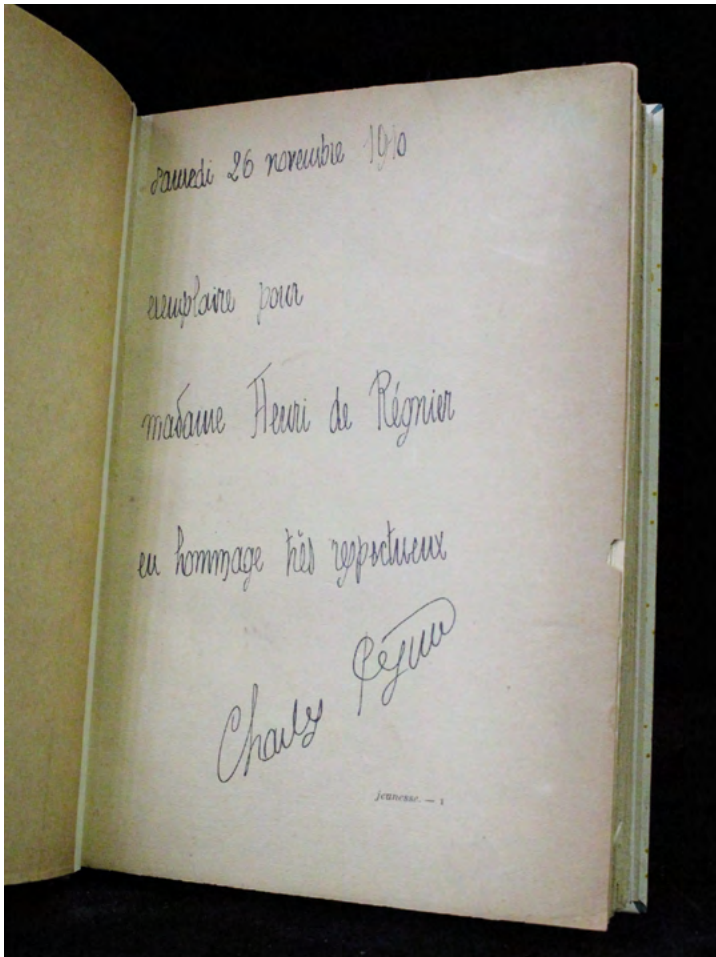 samedi 26 novembre 1910
exemplaire pour
madame Henri de Régnier
en hommage très respectueux
Charles Péguy
jeunesse. — 1